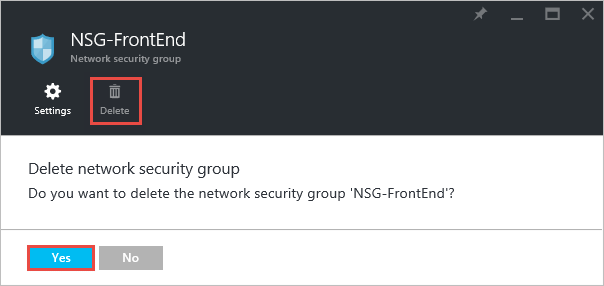 NSG-FrontEnd
Network security group
Settings
Delete
Delete network security group
Do you want to delete the network security group 'NSG-FrontEnd'?
Yes
No